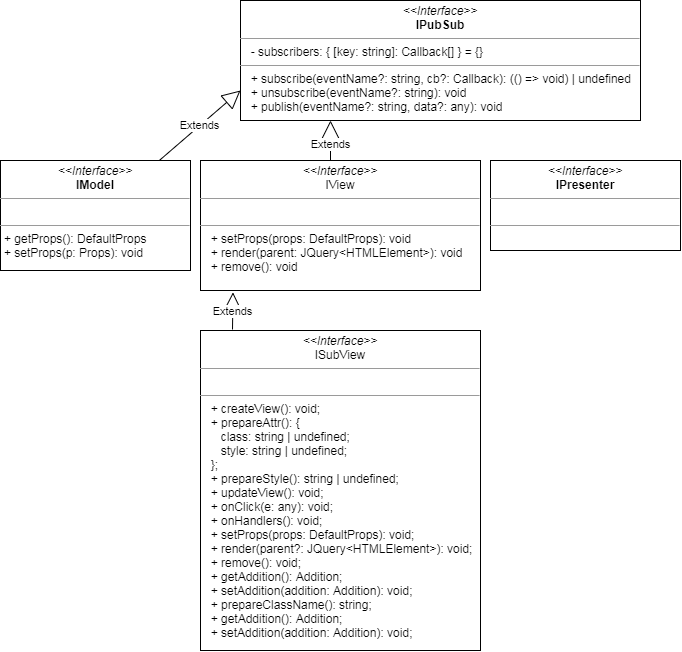 <<Interface>>
IPubSub
- subscribers: { [key: string]: Callback[] } = {}
+ subscribe(eventName?: string, cb?: Callback): (() => void) | undefined
+ unsubscribe(eventName?: string): void
+ publish(eventName?: string, data?: any): void
Extends
Extends
<<Interface>>
IModel
+ getProps(): DefaultProps
+ setProps(p: Props): void
<<Interface>>
IView
+ setProps(props: DefaultProps): void
+ render(parent: JQuery<HTMLElement>): void
+ remove(): void
<<Interface>>
IPresenter
Extends
<<Interface>>
ISubView
+ createView(): void;
+ prepareAttr(): {
class: string | undefined;
style: string | undefined;
};
+ prepareStyle(): string | undefined;
+ updateView(): void;
+ onClick(e: any): void;
+ onHandlers(): void;
+ setProps(props: DefaultProps): void;
+ render(parent?: JQuery<HTMLElement>): void;
+ remove(): void;
+ getAddition(): Addition;
+ setAddition(addition: Addition): void;
+ prepareClassName(): string;
+ getAddition(): Addition;
+ setAddition(addition: Addition): void;